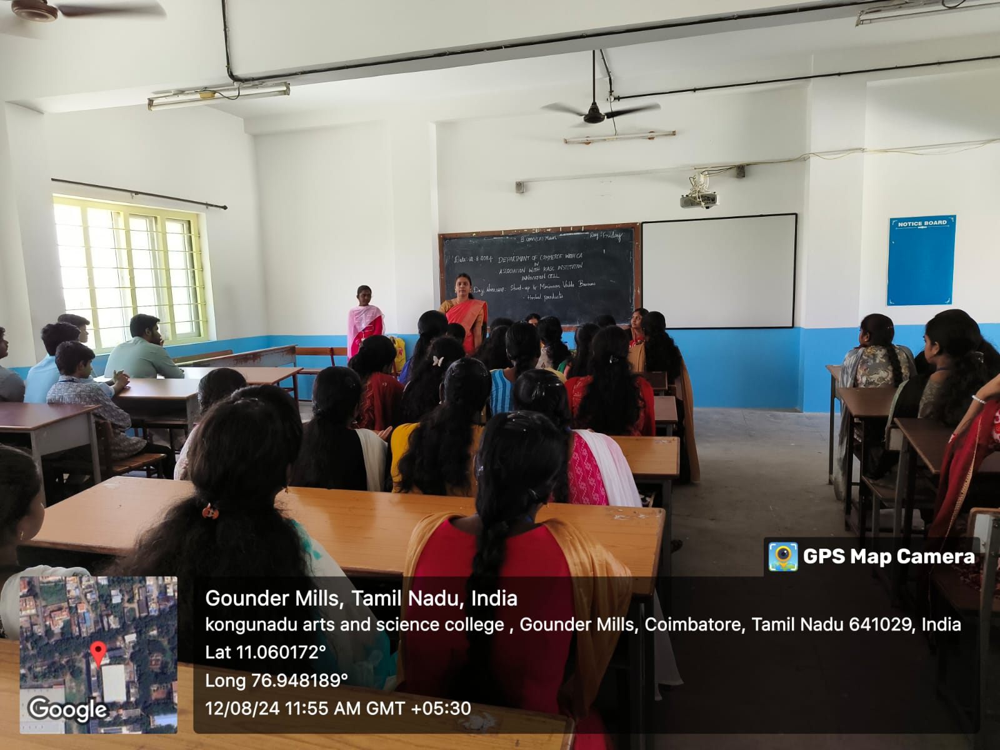 B.Com(CA) Main
Day : Friday
Date: 12.8.2024
DEPARTMENT OF COMMERCE WITH CA
IN
ASSOCIATION WITH KASC INSTITUTION
INNOVATION CELL
Day Workshop: Start-up & Minimum Viable Business
- Herbal products
NOTICE BOARD
GPS Map Camera
Gounder Mills, Tamil Nadu, India
kongunadu arts and science college , Gounder Mills, Coimbatore, Tamil Nadu 641029, India
Lat 11.060172°
Long 76.948189°
12/08/24 11:55 AM GMT +05:30
Google